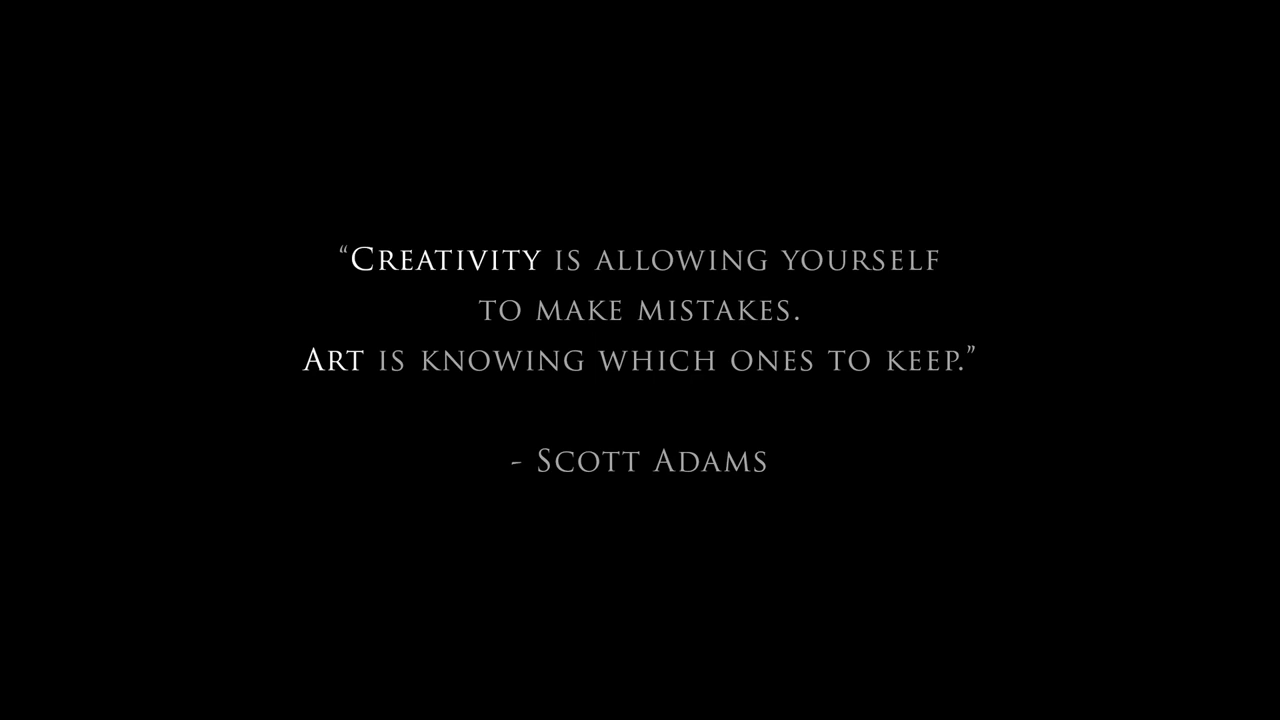 “Creativity is allowing yourself
to make mistakes.
Art is knowing which ones to keep.”
- Scott Adams